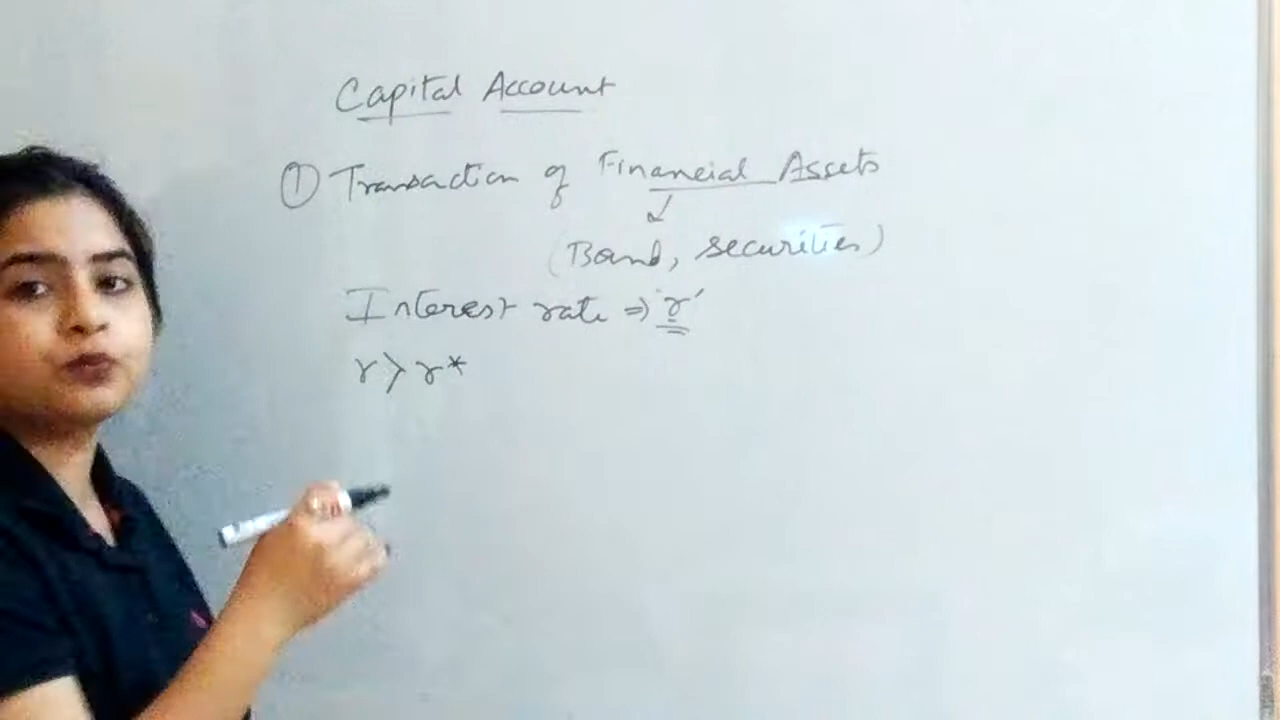 Capital Account
① Transaction of Financial Assets
(Bond, securities)
Interest rate ⇒ 'r'
r > r*